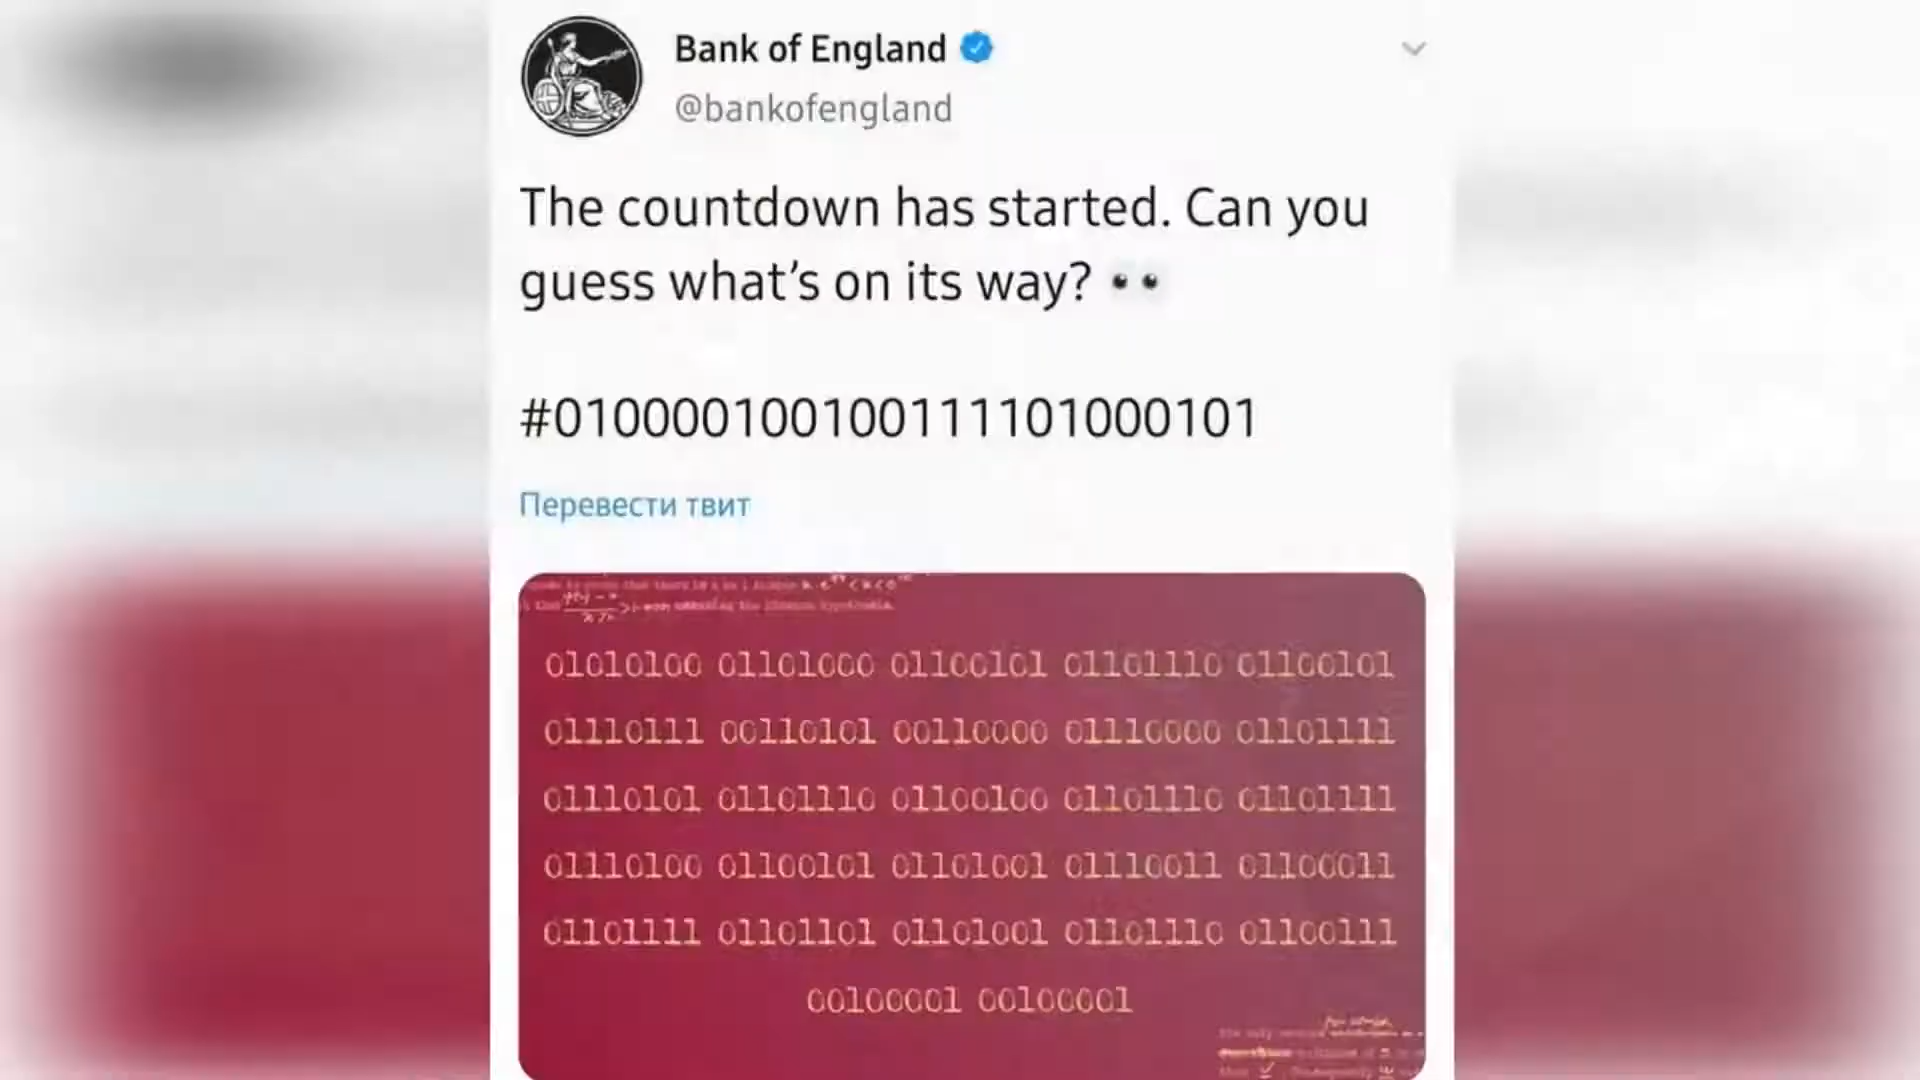 Bank of England
@bankofengland
The countdown has started. Can you
guess what's on its way? 👀
#010000100100111101000101
Перевести твит
01010100 01101000 01100101 01101110 01100101
01110111 00110101 00110000 01110000 01101111
01110101 01101110 01100100 01101110 01101111
01110100 01100101 01101001 01110011 01100011
01101111 01101101 01101001 01101110 01100111
00100001 00100001